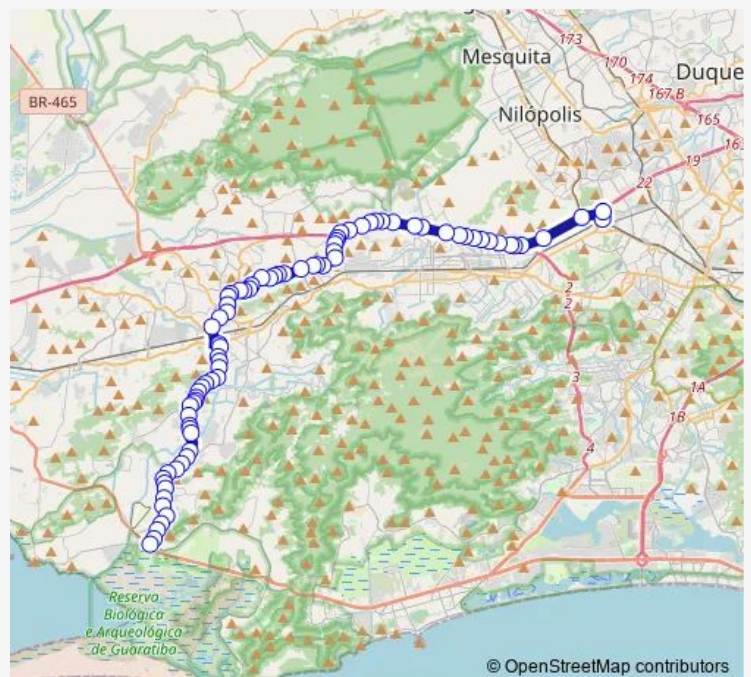 173
Mesquita
170
174
Duque
BR-465
167 B
Nilópolis
165
19
22
2
2
3
1A
1B
4
Reserva
Biológica
e Arqueológica
de Guaratiba
© OpenStreetMap contributors